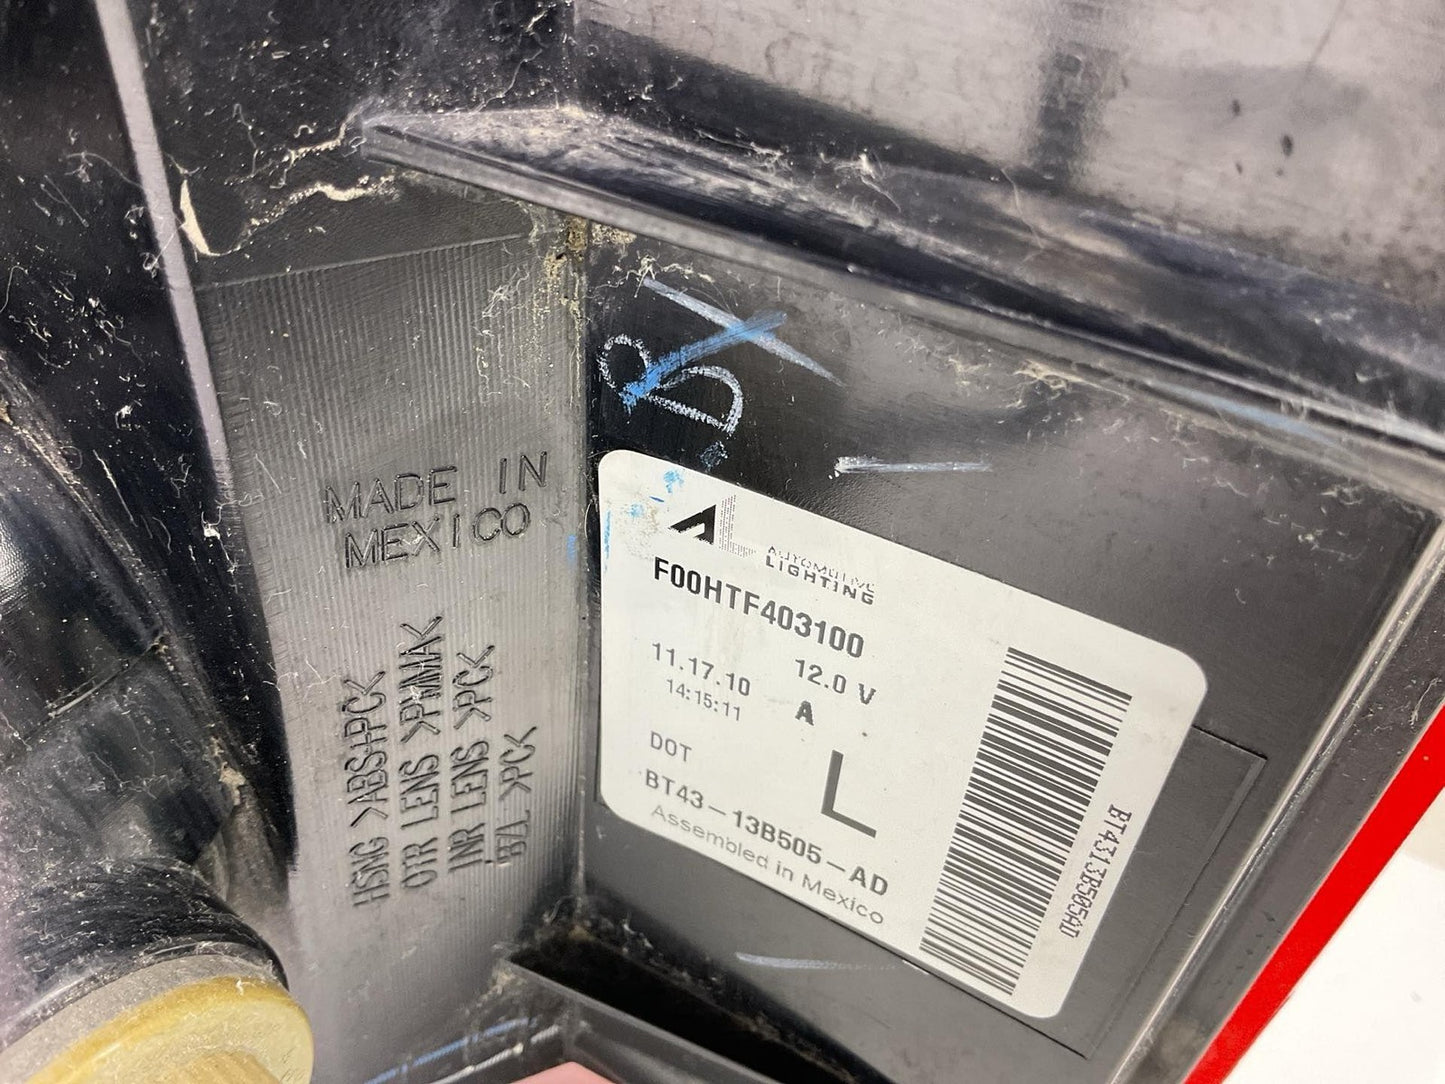 MADE IN
MEXICO
HSNG >ABS+PC<
OTR LENS >PMMA<
INR LENS >PC<
BZL >PC<
B
AL AUTOMOTIVE
LIGHTING
F00HTF403100
11.17.10 12.0 V
14:15:11 A
DOT L
BT43-13B505-AD
Assembled in Mexico
BT4313B505AD